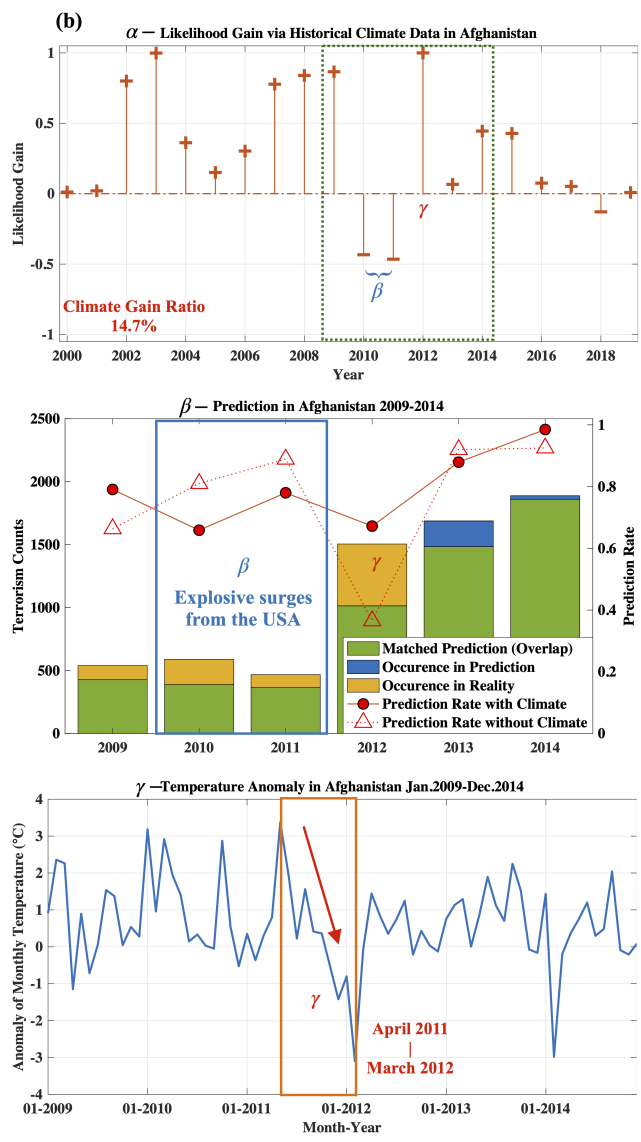 (b)
α — Likelihood Gain via Historical Climate Data in Afghanistan
1
0.5
0
-0.5
-1
Likelihood Gain
γ
β
Climate Gain Ratio
14.7%
2000 2002 2004 2006 2008 2010 2012 2014 2016 2018
Year
β — Prediction in Afghanistan 2009-2014
2500
2000
1500
1000
500
0
Terrorism Counts
1
0.8
0.6
0.4
0.2
0
Prediction Rate
β
Explosive surges
from the USA
γ
Matched Prediction (Overlap)
Occurence in Prediction
Occurence in Reality
Prediction Rate with Climate
Prediction Rate without Climate
2009 2010 2011 2012 2013 2014
γ —Temperature Anomaly in Afghanistan Jan.2009-Dec.2014
4
3
2
1
0
-1
-2
-3
-4
Anomaly of Monthly Temperature (°C)
γ
April 2011
|
March 2012
01-2009 01-2010 01-2011 01-2012 01-2013 01-2014
Month-Year